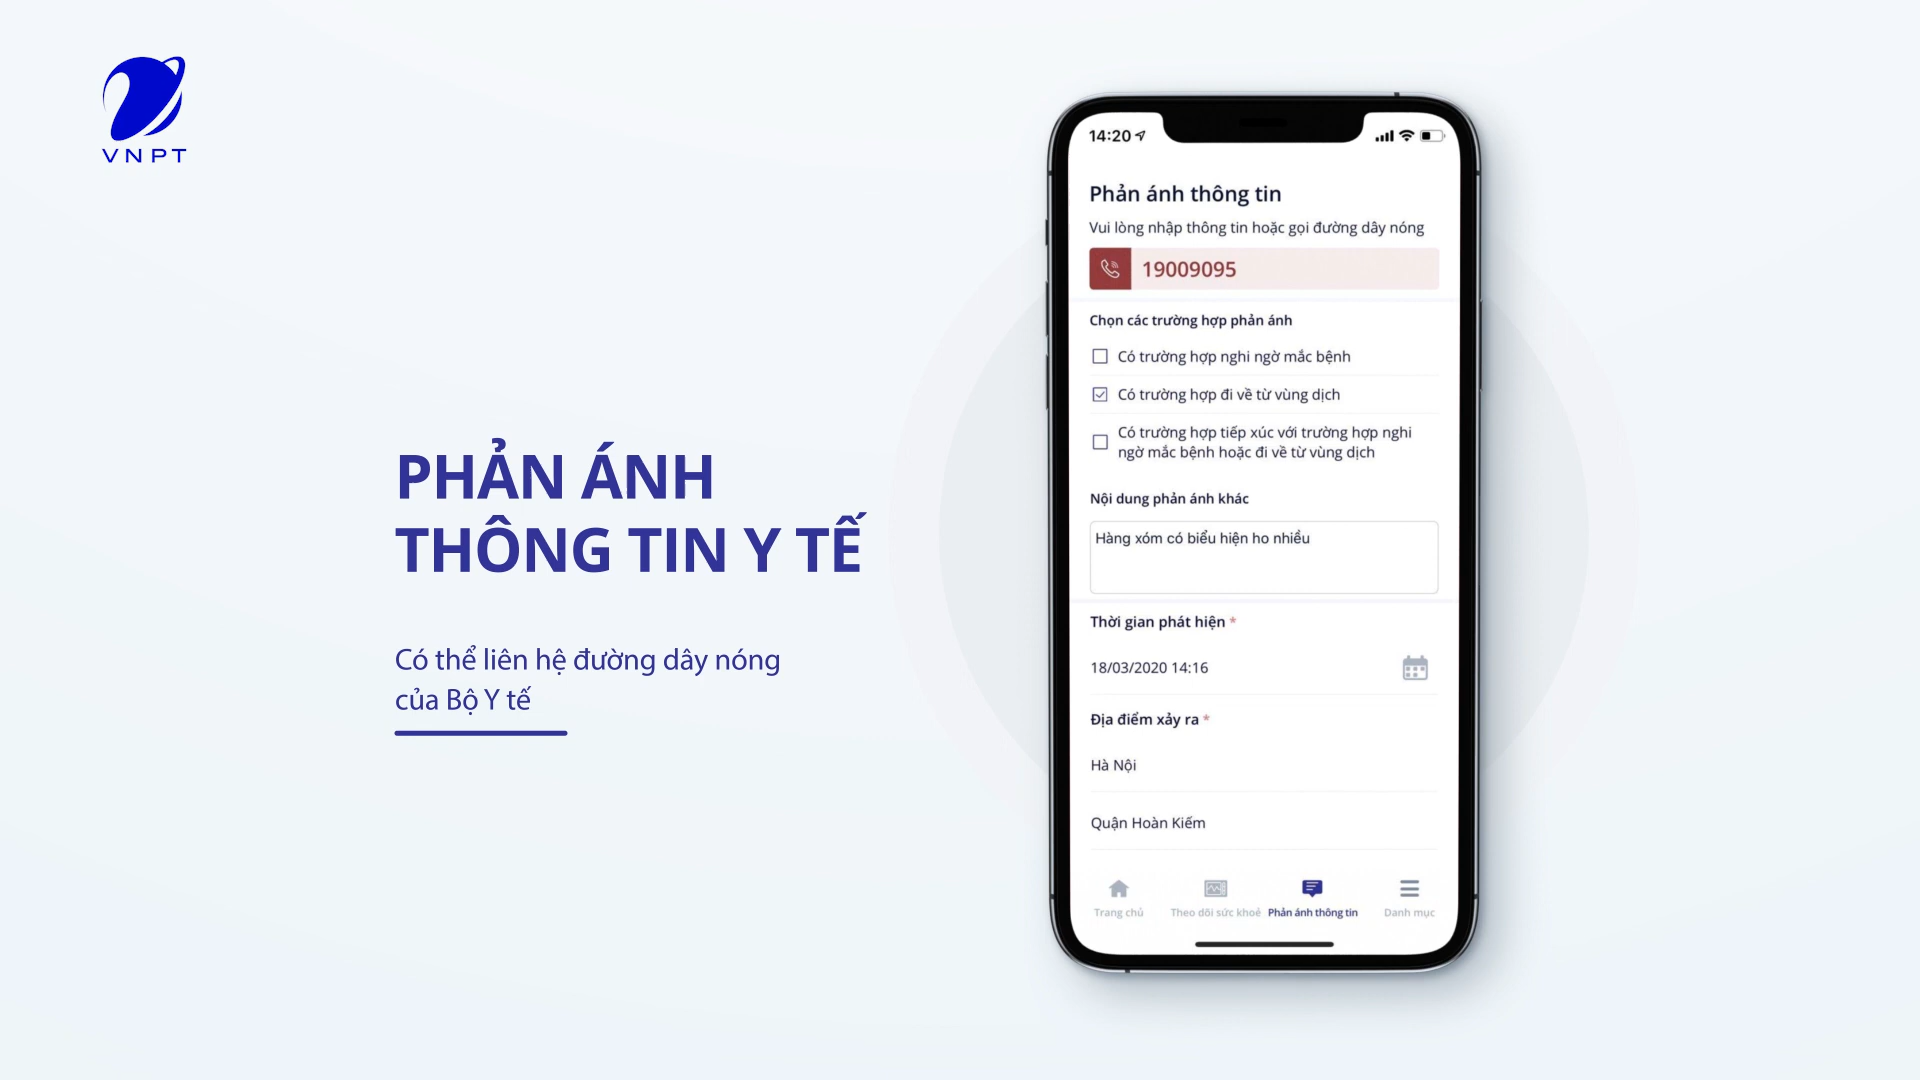 VNPT
PHẢN ÁNH
THÔNG TIN Y TẾ
Có thể liên hệ đường dây nóng
của Bộ Y tế
14:20
Phản ánh thông tin
Vui lòng nhập thông tin hoặc gọi đường dây nóng
19009095
Chọn các trường hợp phản ánh
Có trường hợp nghi ngờ mắc bệnh
Có trường hợp đi về từ vùng dịch
Có trường hợp tiếp xúc với trường hợp nghi
ngờ mắc bệnh hoặc đi về từ vùng dịch
Nội dung phản ánh khác
Hàng xóm có biểu hiện ho nhiều
Thời gian phát hiện *
18/03/2020 14:16
Địa điểm xảy ra *
Hà Nội
Quận Hoàn Kiếm
Trang chủ Theo dõi sức khoẻ Phản ánh thông tin Danh mục